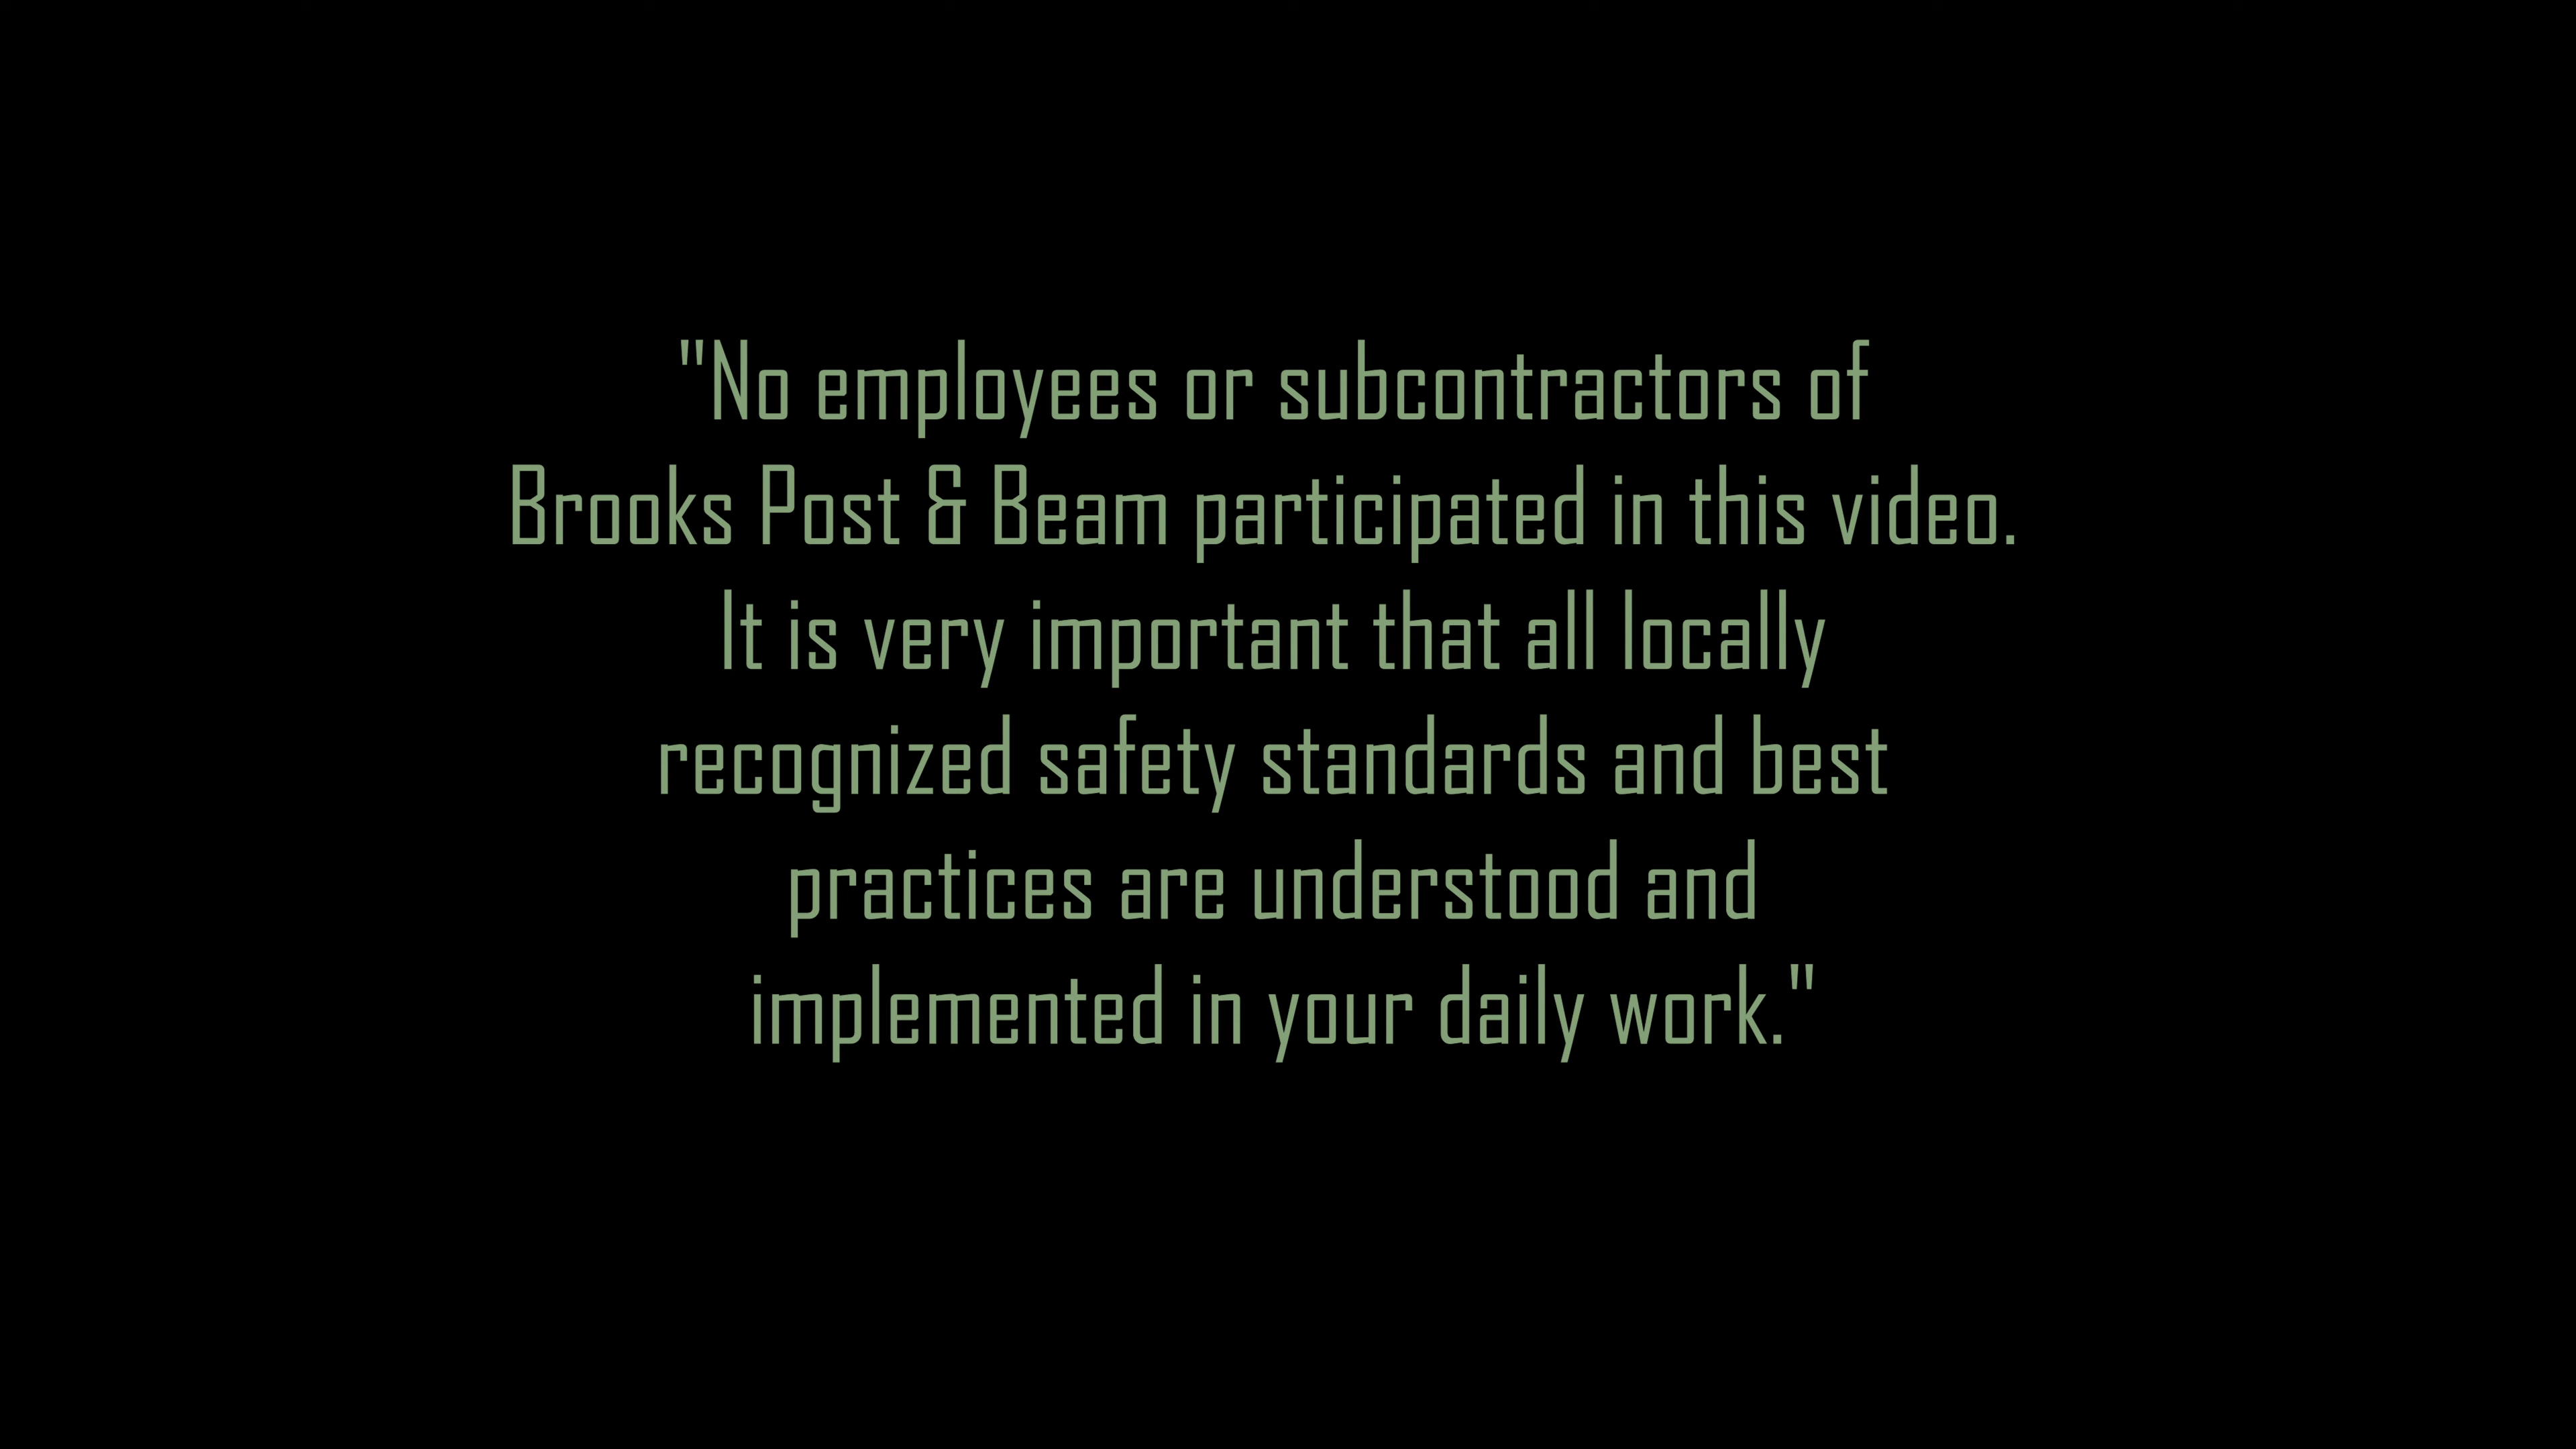 "No employees or subcontractors of
Brooks Post & Beam participated in this video.
It is very important that all locally
recognized safety standards and best
practices are understood and
implemented in your daily work."